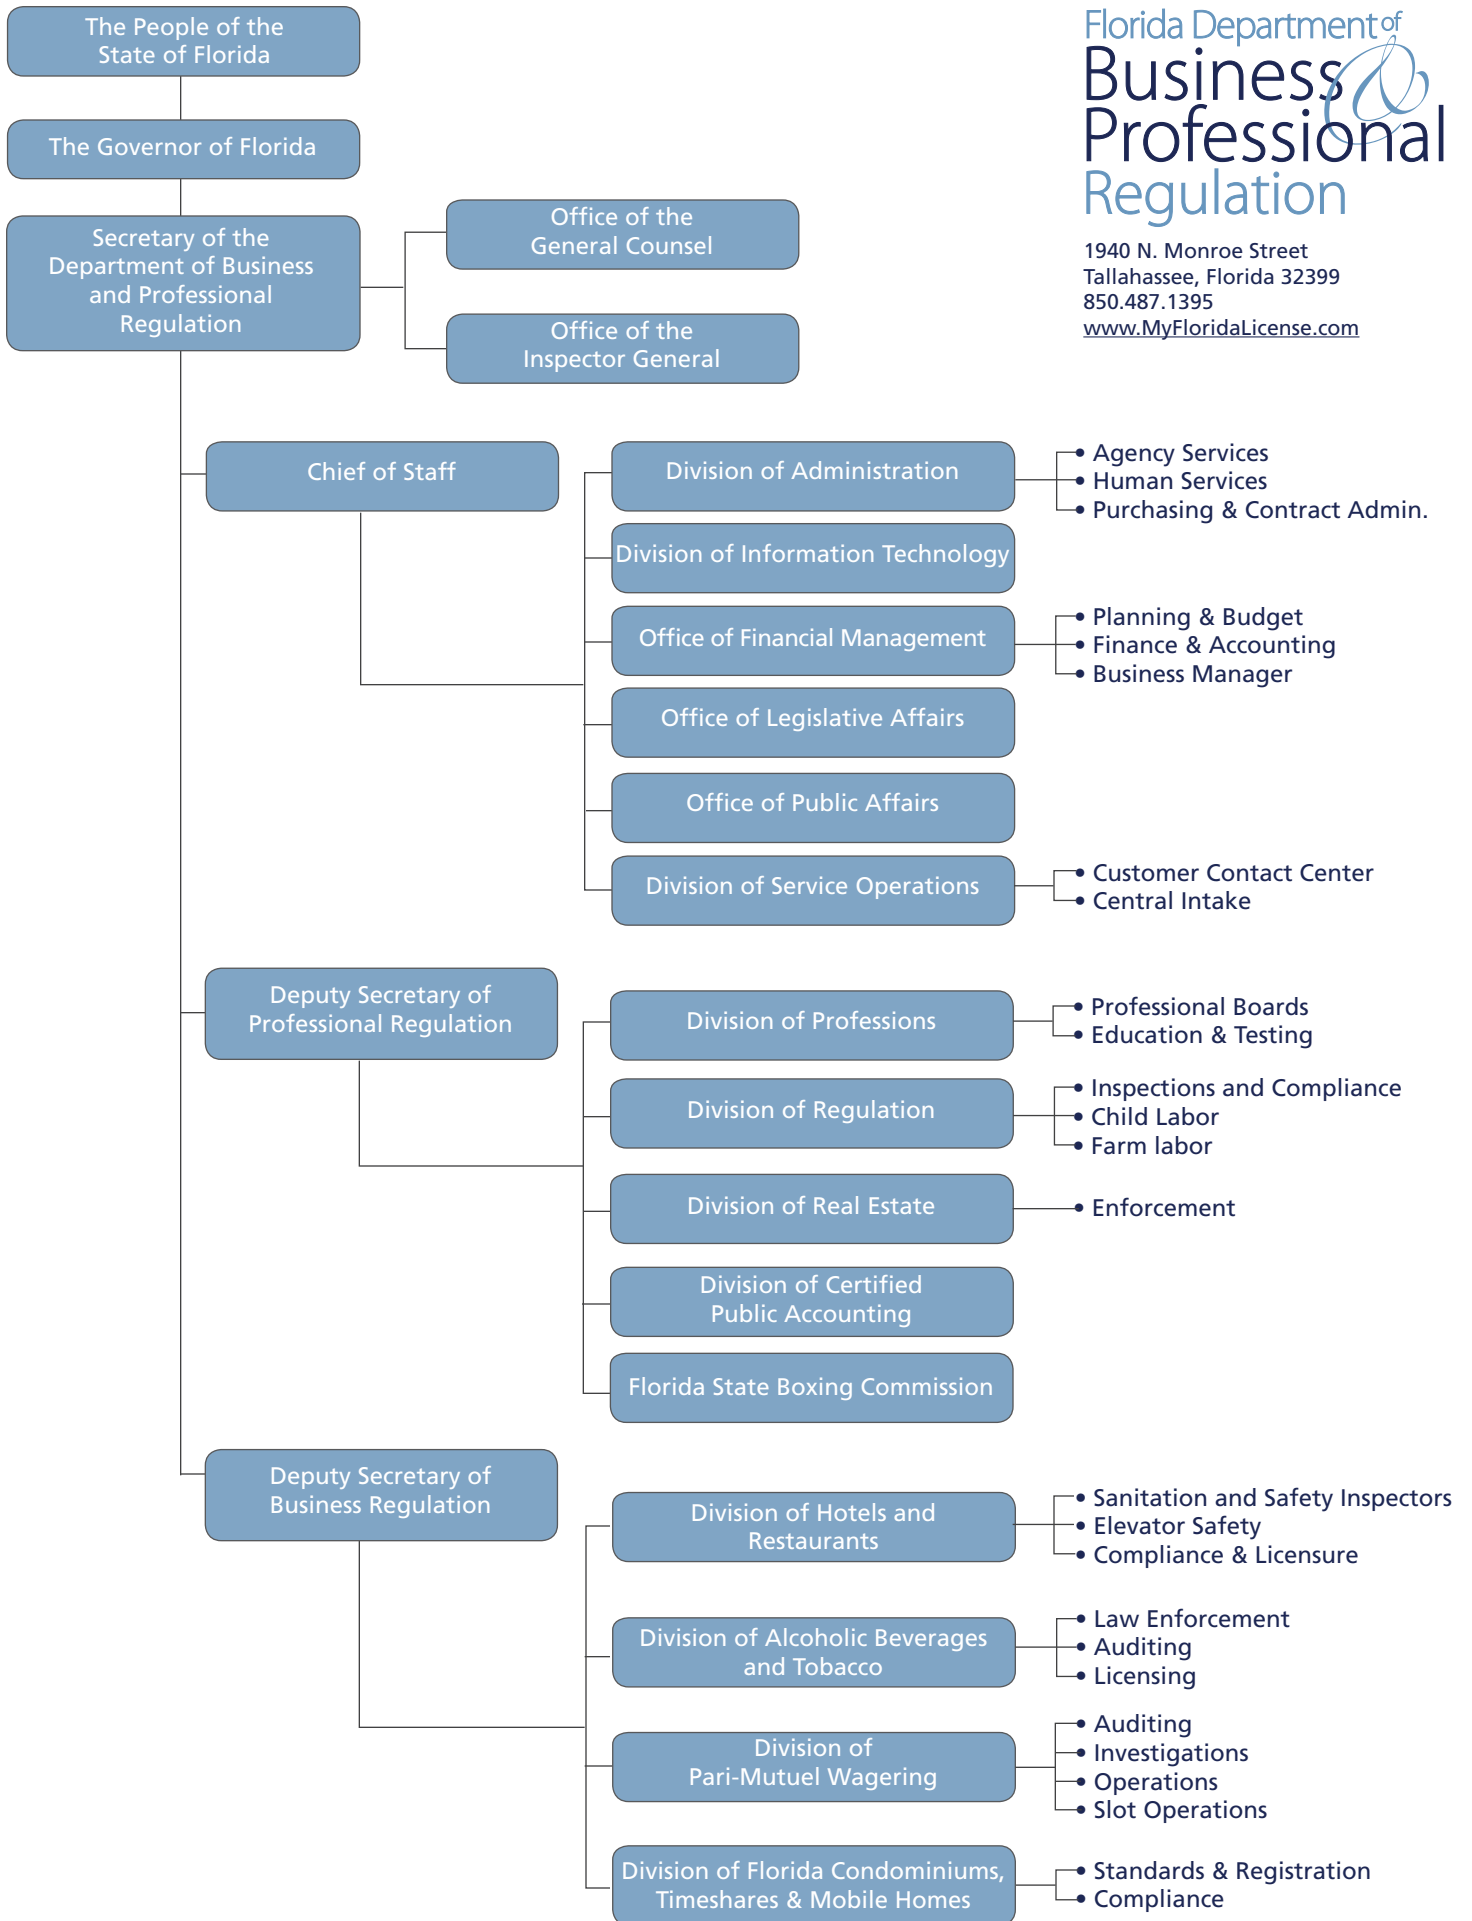 The People of the
State of Florida
The Governor of Florida
Secretary of the
Department of Business
and Professional
Regulation
Office of the
General Counsel
Office of the
Inspector General
Florida Department of
Business &
Professional
Regulation
1940 N. Monroe Street
Tallahassee, Florida 32399
850.487.1395
www.MyFloridaLicense.com
Chief of Staff
Division of Administration
• Agency Services
• Human Services
• Purchasing & Contract Admin.
Division of Information Technology
Office of Financial Management
• Planning & Budget
• Finance & Accounting
• Business Manager
Office of Legislative Affairs
Office of Public Affairs
Division of Service Operations
• Customer Contact Center
• Central Intake
Deputy Secretary of
Professional Regulation
Division of Professions
• Professional Boards
• Education & Testing
Division of Regulation
• Inspections and Compliance
• Child Labor
• Farm labor
Division of Real Estate
• Enforcement
Division of Certified
Public Accounting
Florida State Boxing Commission
Deputy Secretary of
Business Regulation
Division of Hotels and
Restaurants
• Sanitation and Safety Inspectors
• Elevator Safety
• Compliance & Licensure
Division of Alcoholic Beverages
and Tobacco
• Law Enforcement
• Auditing
• Licensing
Division of
Pari-Mutuel Wagering
• Auditing
• Investigations
• Operations
• Slot Operations
Division of Florida Condominiums,
Timeshares & Mobile Homes
• Standards & Registration
• Compliance